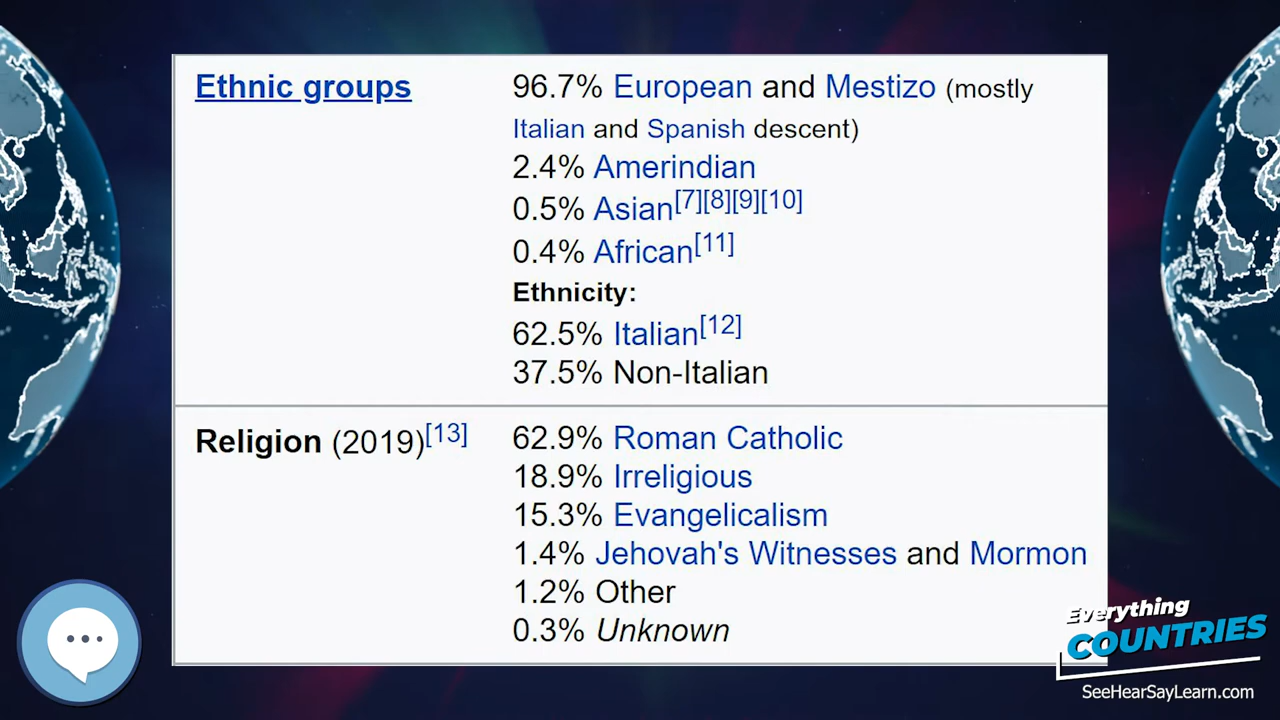 Ethnic groups 96.7% European and Mestizo (mostly
Italian and Spanish descent)
2.4% Amerindian
0.5% Asian[7][8][9][10]
0.4% African[11]
Ethnicity:
62.5% Italian[12]
37.5% Non-Italian
Religion (2019)[13] 62.9% Roman Catholic
18.9% Irreligious
15.3% Evangelicalism
1.4% Jehovah's Witnesses and Mormon
1.2% Other
0.3% Unknown
Everything
COUNTRIES
SeeHearSayLearn.com